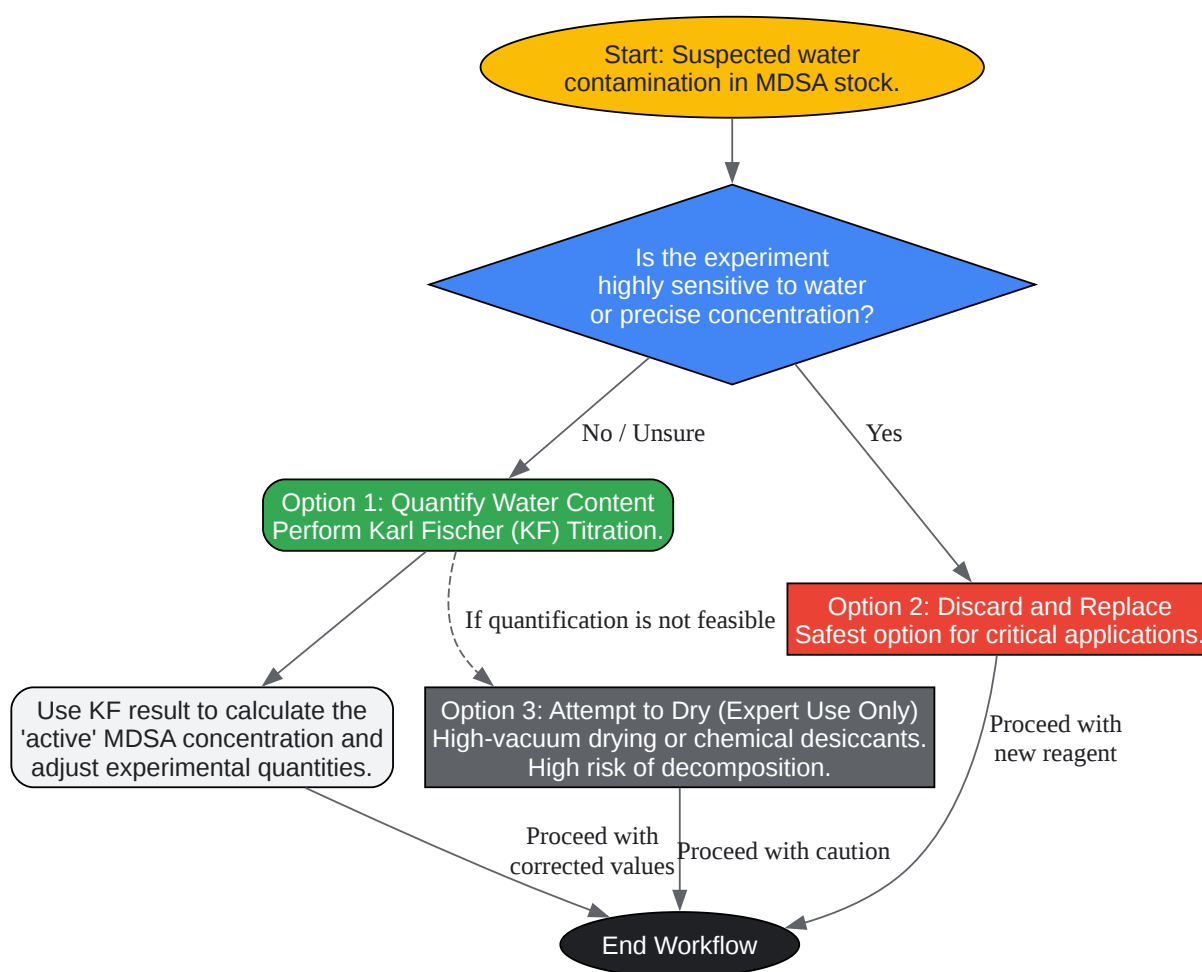 Start: Suspected water
contamination in MDSA stock.
Is the experiment
highly sensitive to water
or precise concentration?
No / Unsure
Yes
Option 1: Quantify Water Content
Perform Karl Fischer (KF) Titration.
If quantification is not feasible
Option 2: Discard and Replace
Safest option for critical applications.
Use KF result to calculate the
'active' MDSA concentration and
adjust experimental quantities.
Option 3: Attempt to Dry (Expert Use Only)
High-vacuum drying or chemical desiccants.
High risk of decomposition.
Proceed with
new reagent
Proceed with
corrected values
Proceed with caution
End Workflow